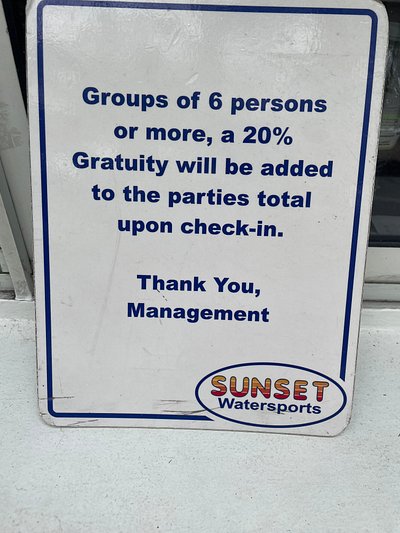 Groups of 6 persons
or more, a 20%
Gratuity will be added
to the parties total
upon check-in.
Thank You,
Management
SUNSET
Watersports